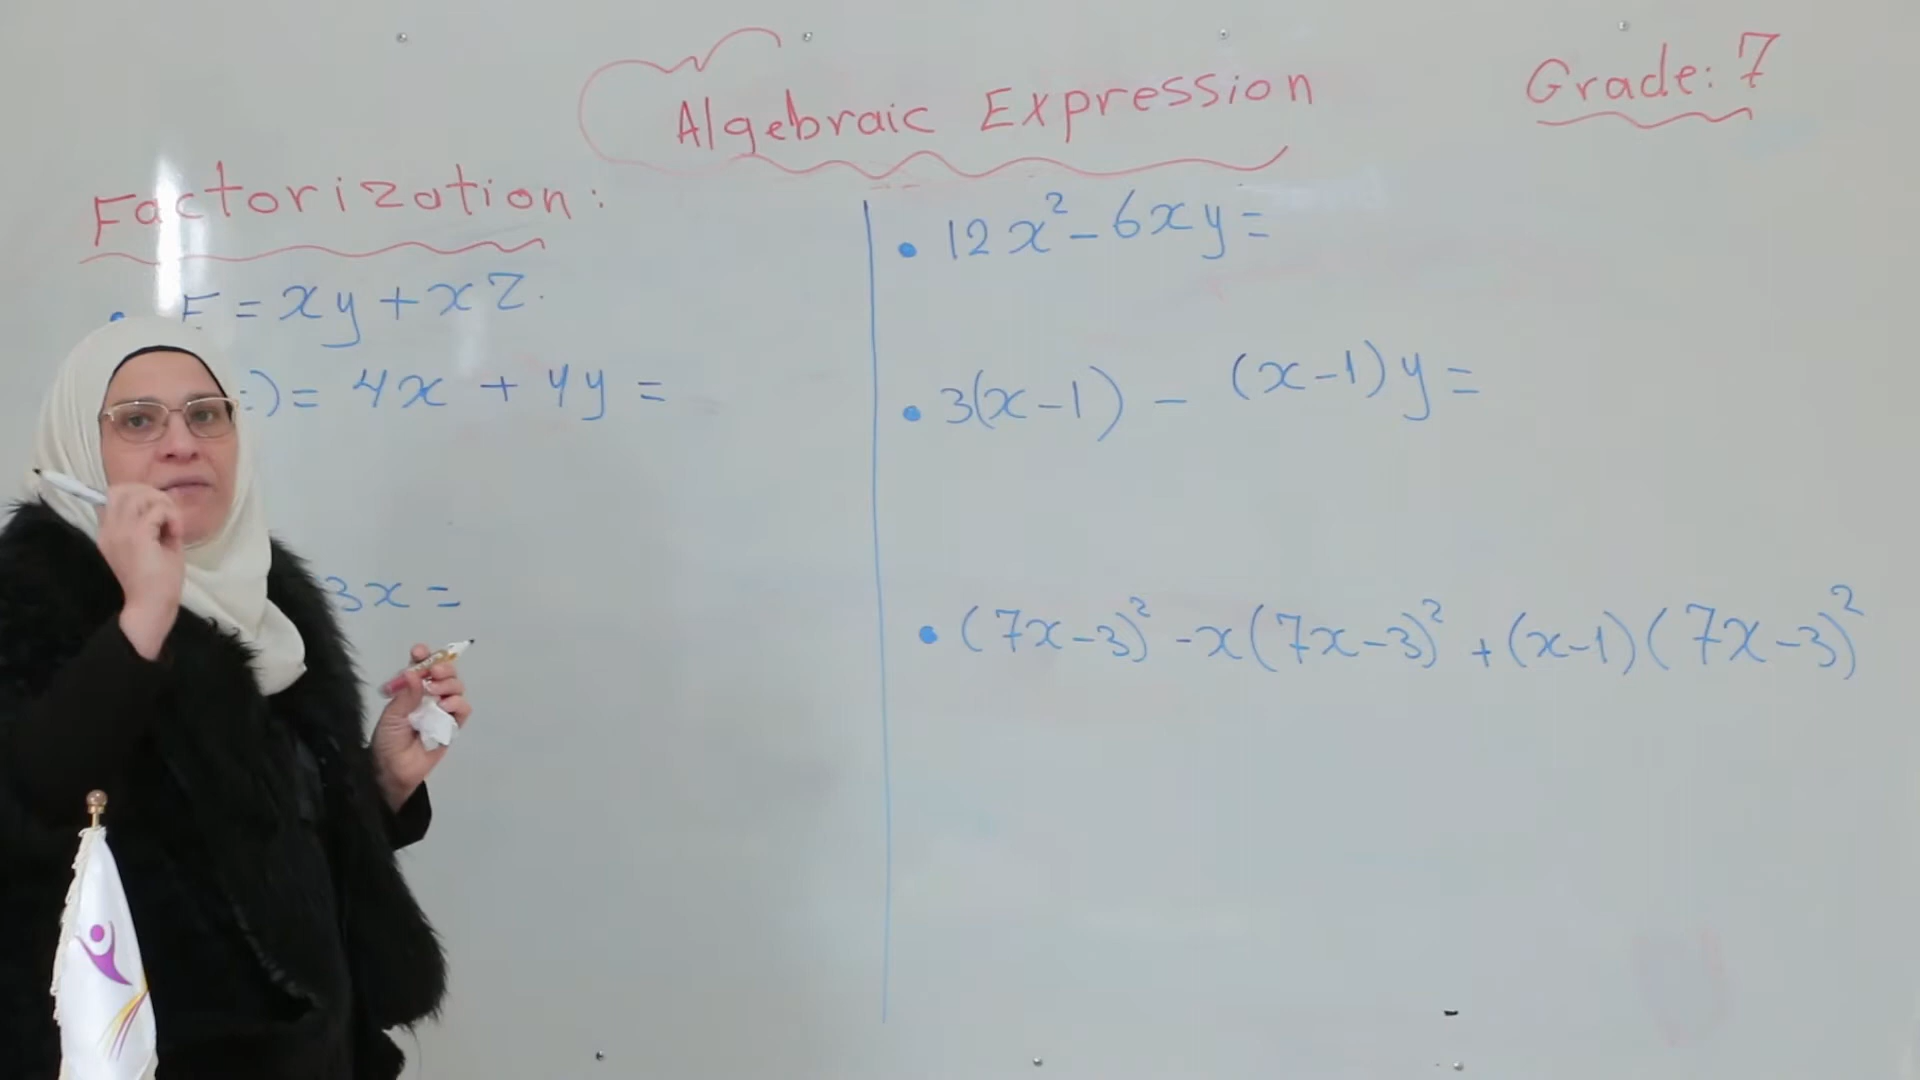 Algebraic Expression
Grade: 7
Factorization:
• E = xy + xz
) = 4x + 4y =
3x =
• 12x² - 6xy =
• 3(x-1) - (x-1)y =
• (7x-3)² - x(7x-3)² + (x-1)(7x-3)²